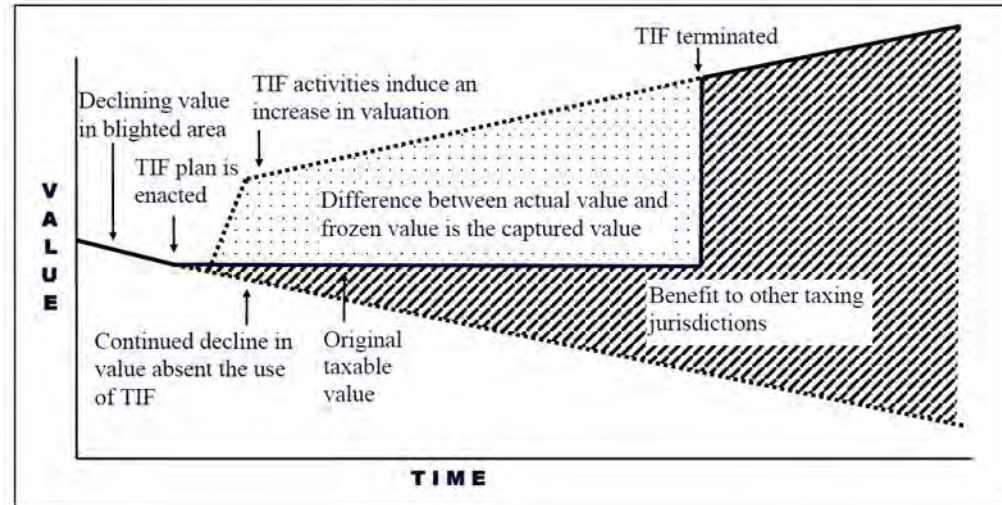 TIF terminated
TIF activities induce an
increase in valuation
Declining value
in blighted area
TIF plan is
enacted
Difference between actual value and
frozen value is the captured value
VALUE
Benefit to other taxing
jurisdictions
Continued decline in
value absent the use
of TIF
Original
taxable
value
TIME